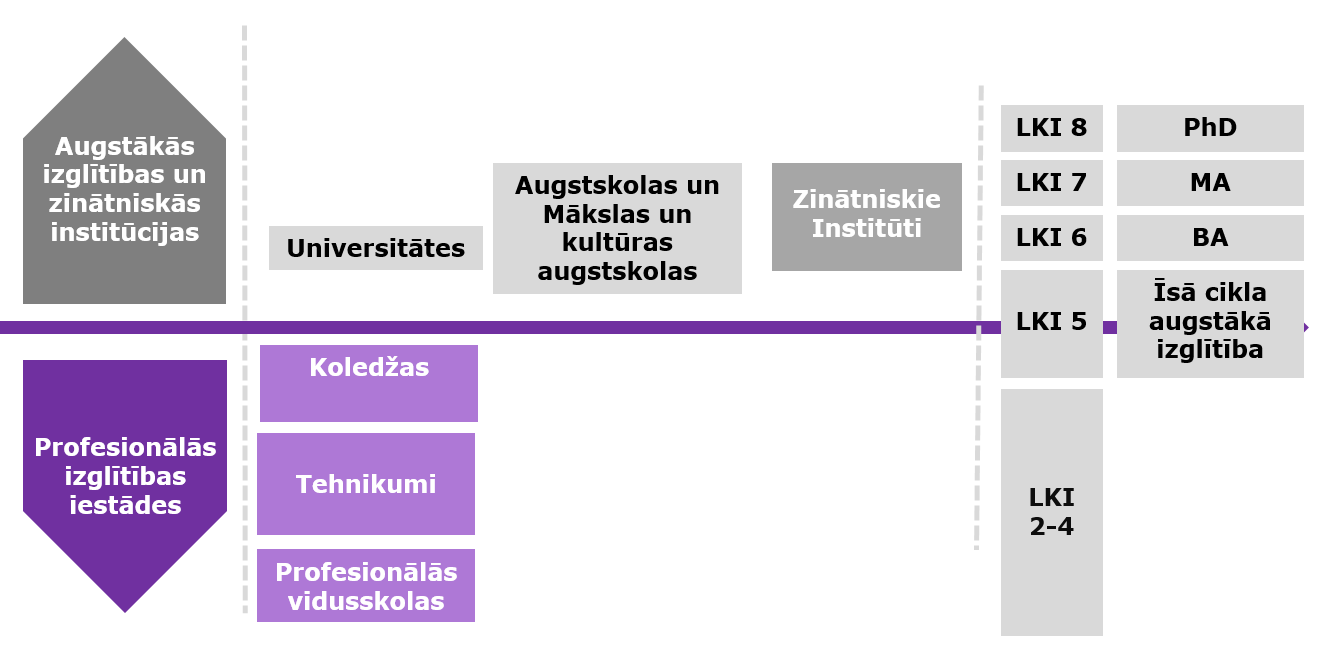 Augstākās
izglītības un
zinātniskās
institūcijas
Universitātes
Augstskolas un
Mākslas un
kultūras
augstskolas
Zinātniskie
Institūti
LKI 8
PhD
LKI 7
MA
LKI 6
BA
LKI 5
Īsā cikla
augstākā
izglītība
Profesionālās
izglītības
iestādes
Koledžas
Tehnikumi
Profesionālās
vidusskolas
LKI
2–4